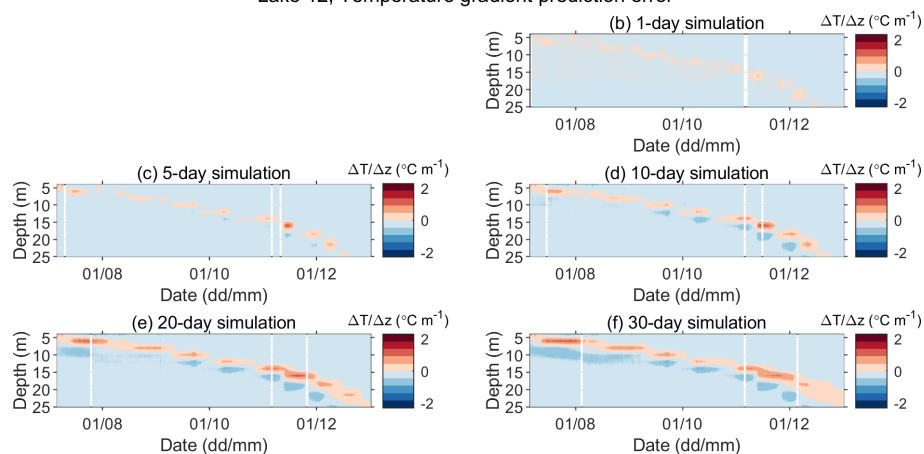 (b) 1-day simulation
ΔT/Δz (°C m⁻¹)
Depth (m)
5
10
15
20
25
01/08 01/10 01/12
Date (dd/mm)
2
0
-2
(c) 5-day simulation
ΔT/Δz (°C m⁻¹)
Depth (m)
5
10
15
20
25
01/08 01/10 01/12
Date (dd/mm)
2
0
-2
(d) 10-day simulation
ΔT/Δz (°C m⁻¹)
Depth (m)
5
10
15
20
25
01/08 01/10 01/12
Date (dd/mm)
2
0
-2
(e) 20-day simulation
ΔT/Δz (°C m⁻¹)
Depth (m)
5
10
15
20
25
01/08 01/10 01/12
Date (dd/mm)
2
0
-2
(f) 30-day simulation
ΔT/Δz (°C m⁻¹)
Depth (m)
5
10
15
20
25
01/08 01/10 01/12
Date (dd/mm)
2
0
-2